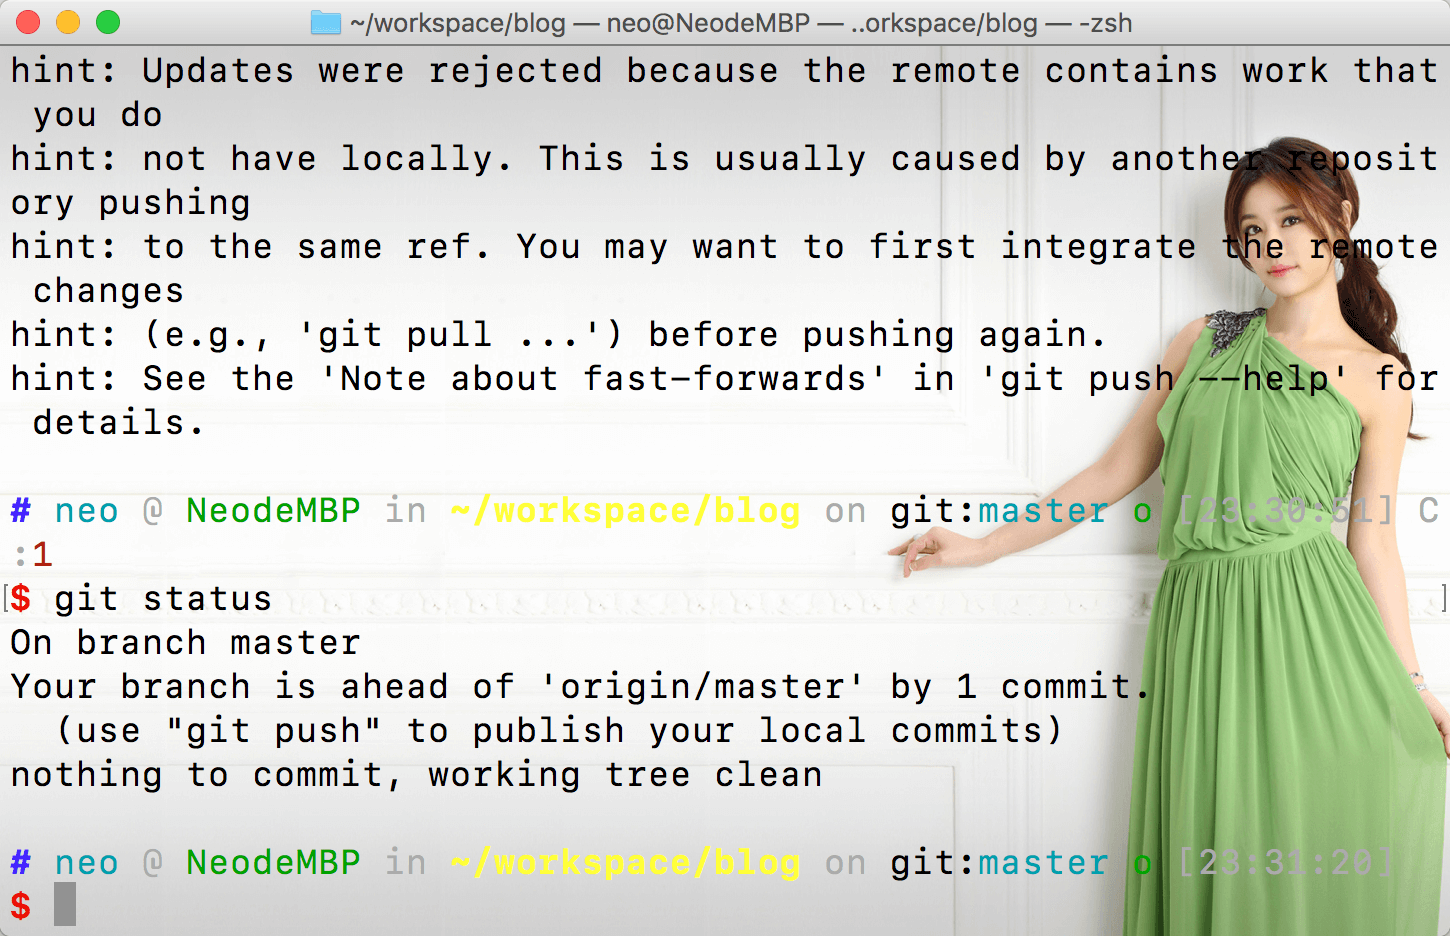 ~/workspace/blog — neo@NeodeMBP — ..orkspace/blog — -zsh
hint: Updates were rejected because the remote contains work that
 you do
hint: not have locally. This is usually caused by another reposit
ory pushing
hint: to the same ref. You may want to first integrate the remote
 changes
hint: (e.g., 'git pull ...') before pushing again.
hint: See the 'Note about fast-forwards' in 'git push --help' for
 details.
# neo @ NeodeMBP in ~/workspace/blog on git:master o [23:30:51] C
:1
[$ git status ]
On branch master
Your branch is ahead of 'origin/master' by 1 commit.
  (use "git push" to publish your local commits)
nothing to commit, working tree clean
# neo @ NeodeMBP in ~/workspace/blog on git:master o [23:31:20]
$